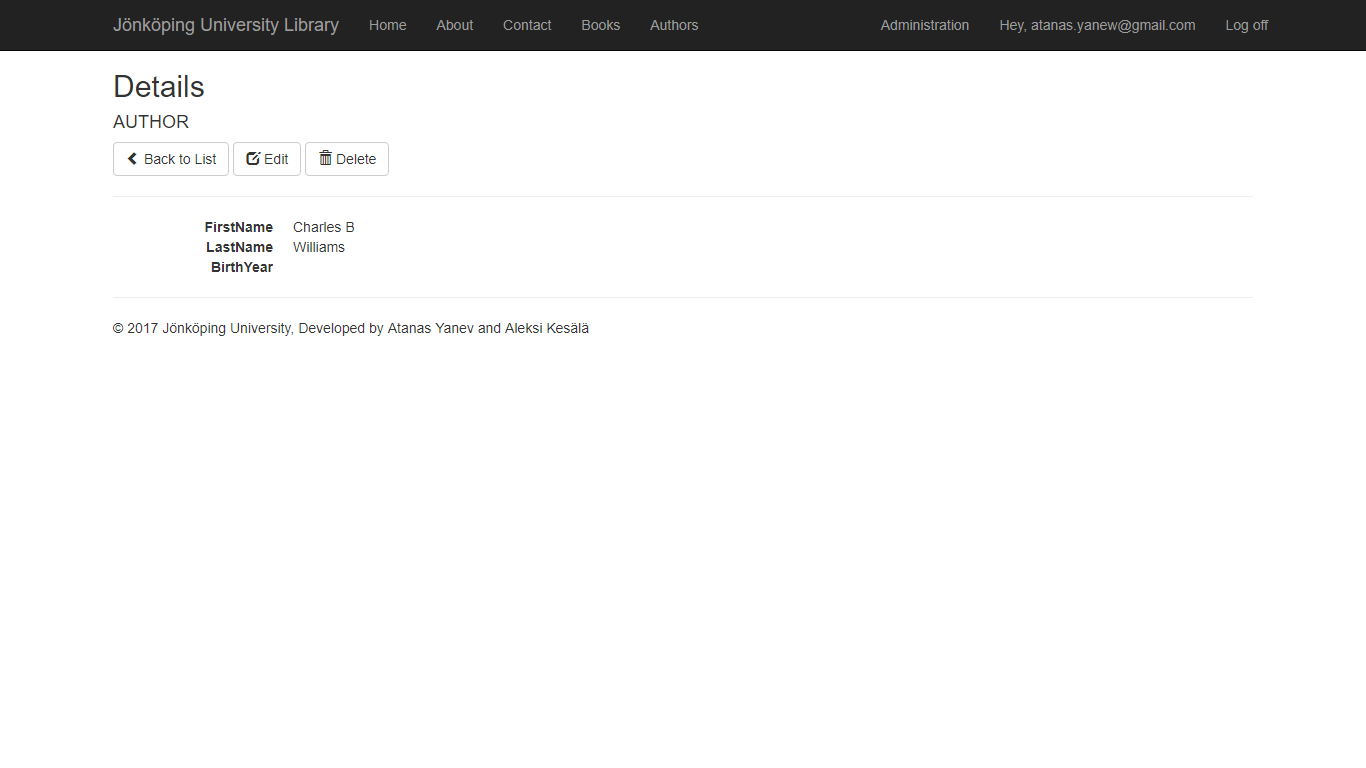 Jönköping University Library Home About Contact Books Authors Administration Hey, atanas.yanew@gmail.com Log off
Details
AUTHOR
Back to List Edit Delete
FirstName Charles B
LastName Williams
BirthYear
© 2017 Jönköping University, Developed by Atanas Yanev and Aleksi Kesälä